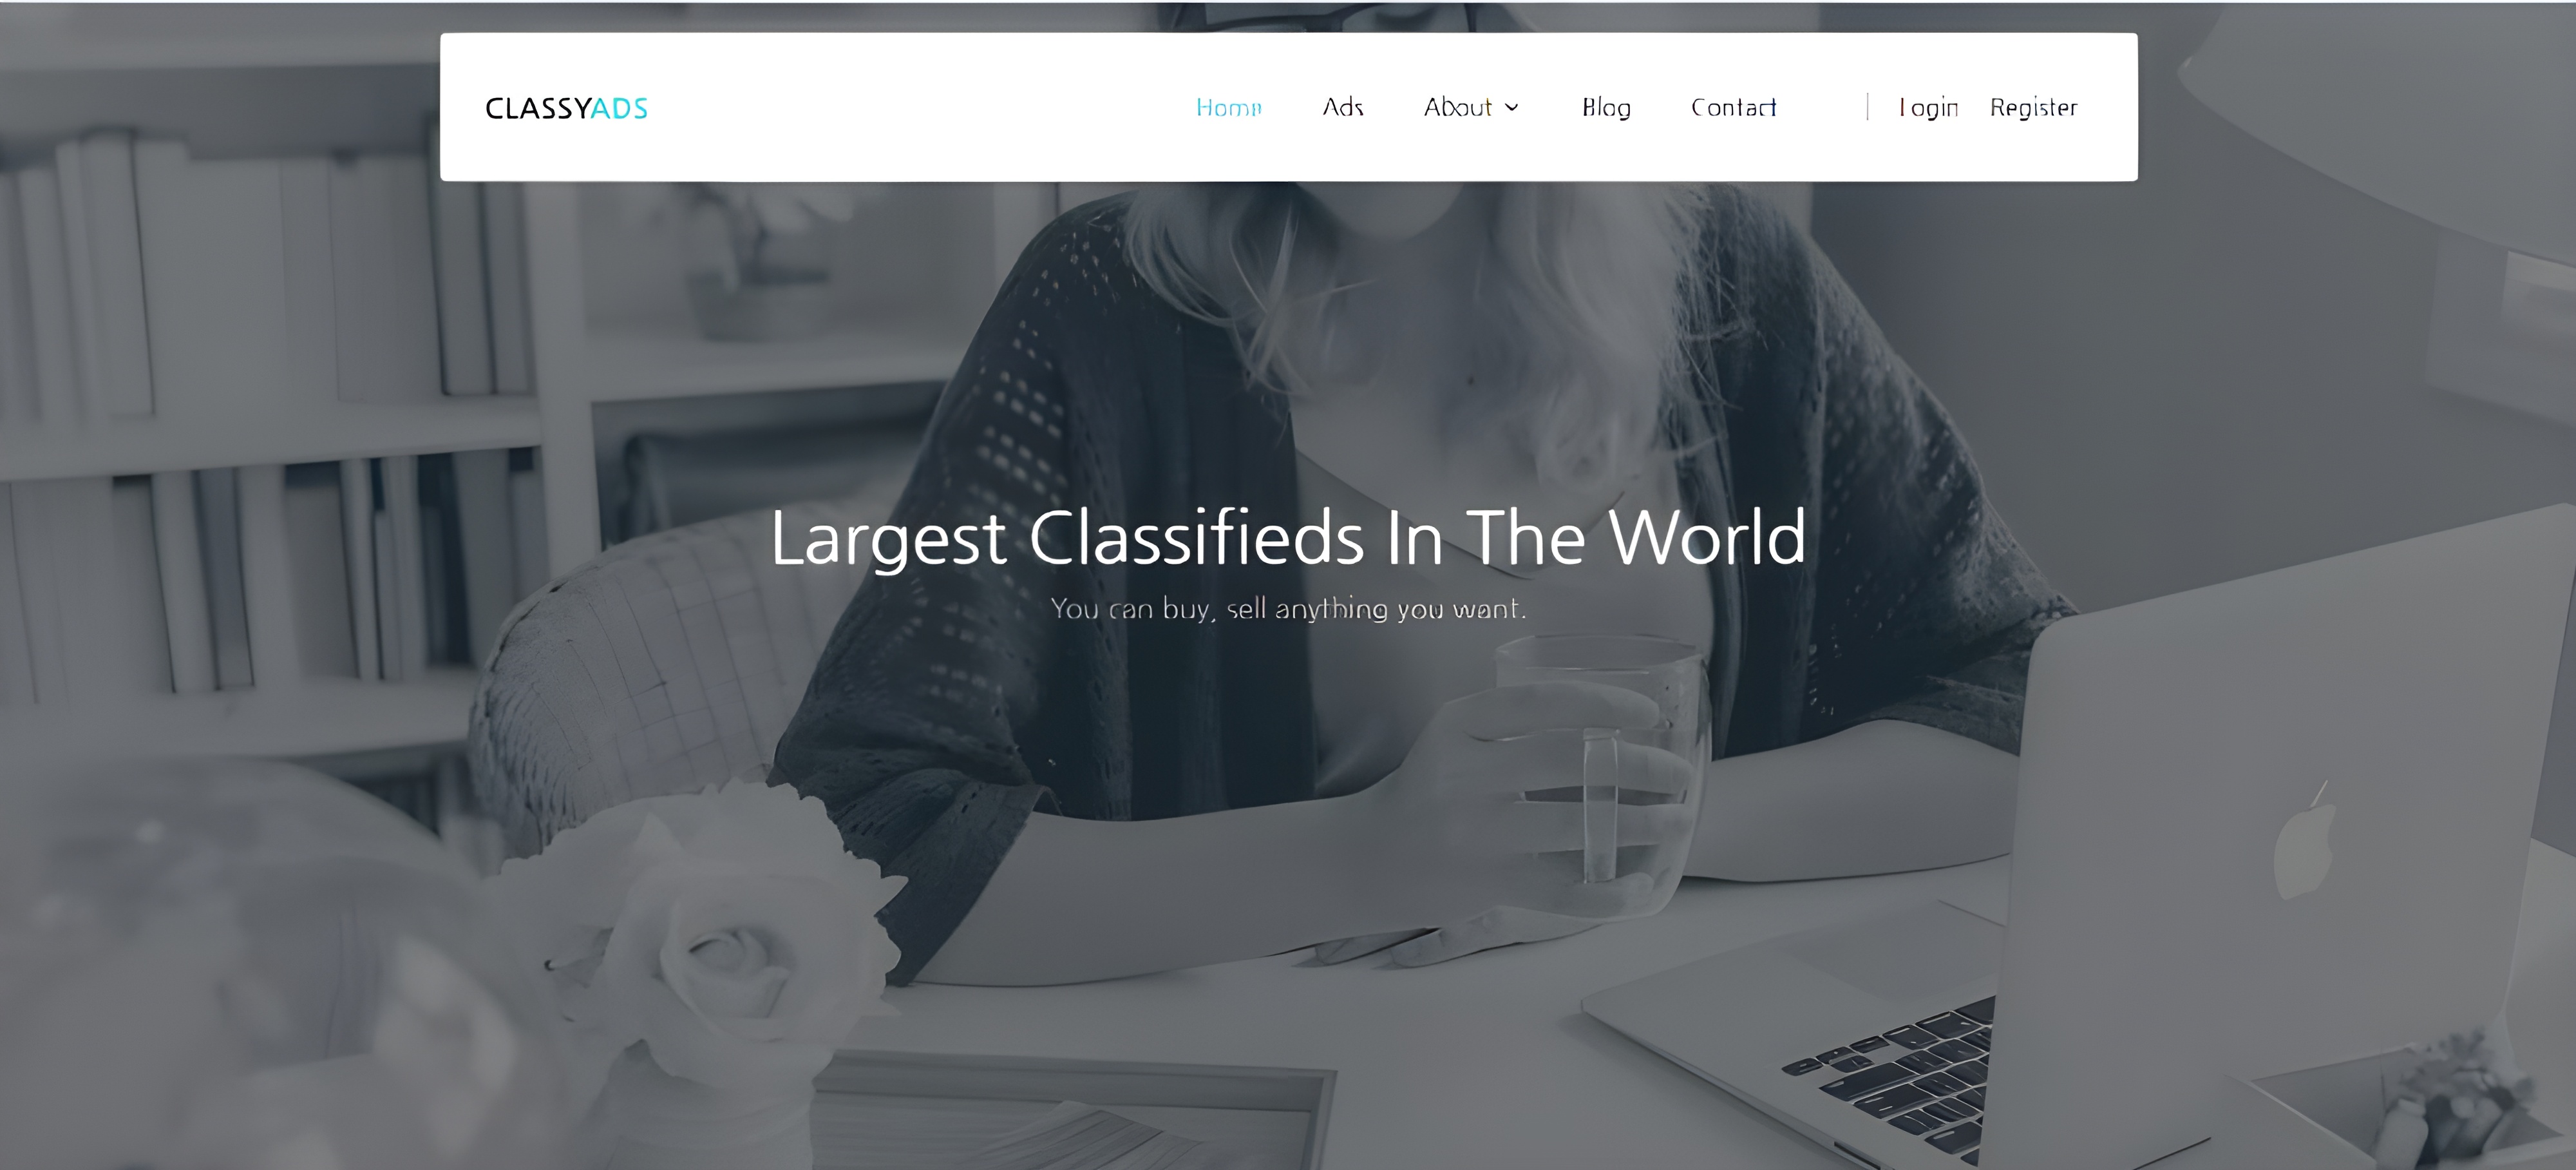 CLASSYADS
Home Ads About Blog Contact | Login Register
Largest Classifieds In The World
You can buy, sell anything you want.